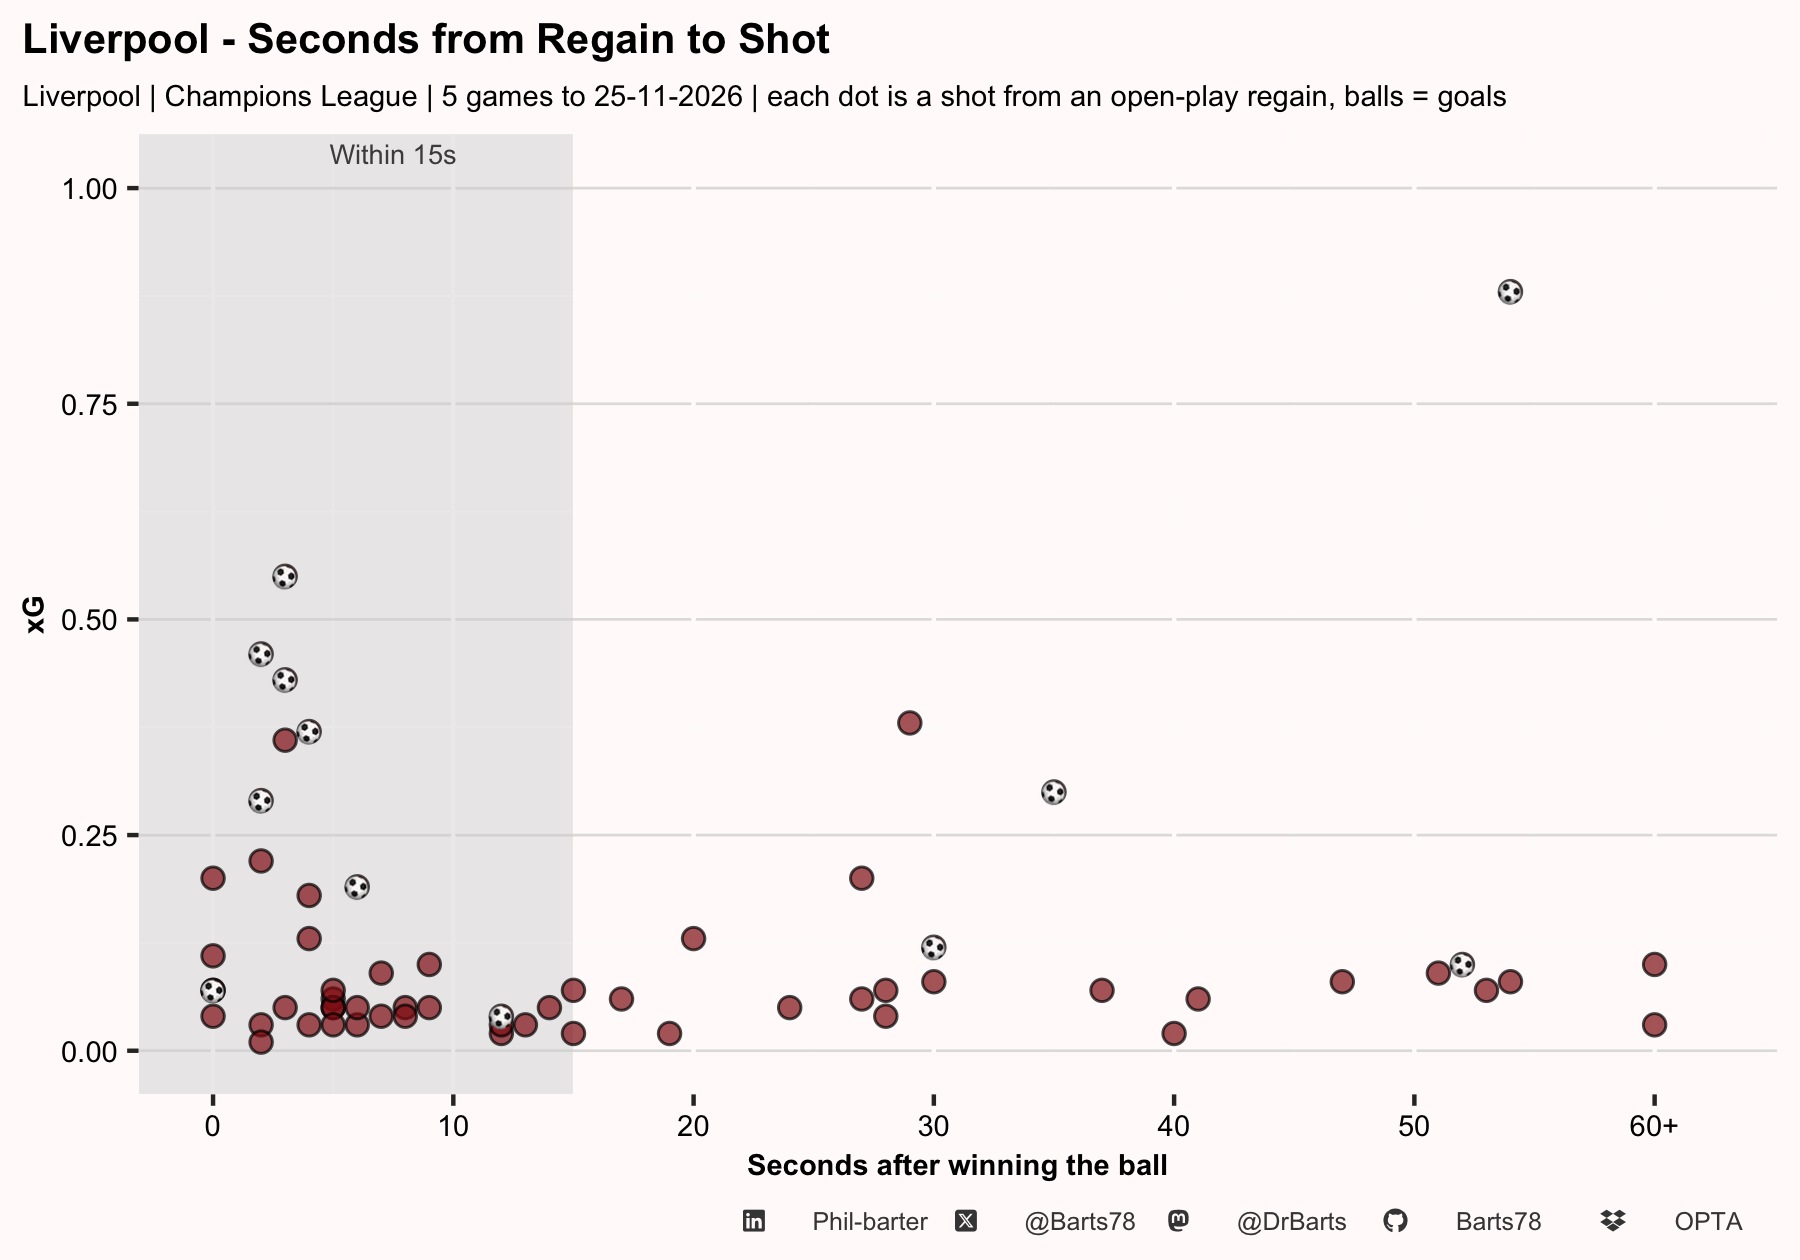 Liverpool - Seconds from Regain to Shot
Liverpool | Champions League | 5 games to 25-11-2026 | each dot is a shot from an open-play regain, balls = goals
Within 15s
1.00
0.75
0.50
0.25
0.00
xG
0 10 20 30 40 50 60+
Seconds after winning the ball
Phil-barter @Barts78 @DrBarts Barts78 OPTA